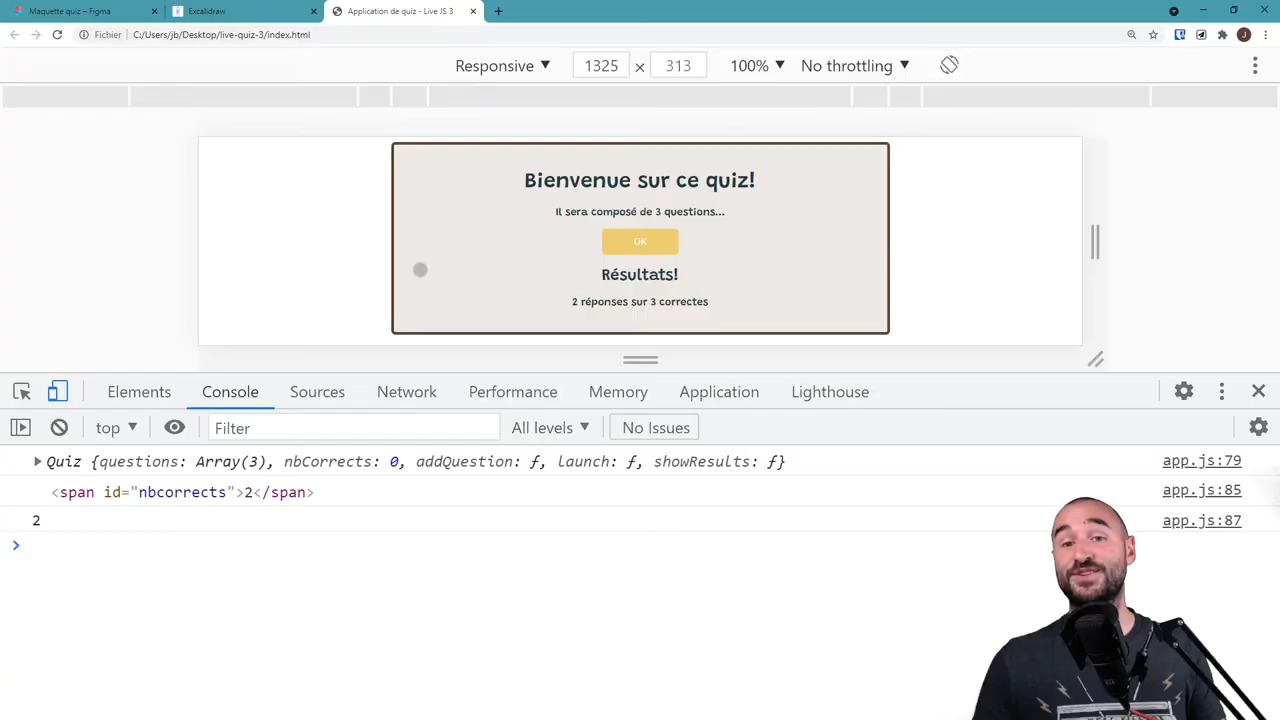 Maquette quiz – Figma
Excalidraw
Application de quiz - Live JS 3
Fichier
C:/Users/jb/Desktop/live-quiz-3/index.html
J
Responsive ▼ 1325 × 313 100% ▼ No throttling ▼
Bienvenue sur ce quiz!
Il sera composé de 3 questions...
OK
Résultats!
2 réponses sur 3 correctes
Elements Console Sources Network Performance Memory Application Lighthouse
top ▼ Filter All levels ▼ No Issues
Quiz {questions: Array(3), nbCorrects: 0, addQuestion: ƒ, launch: ƒ, showResults: ƒ} app.js:79
<span id="nbcorrects">2</span> app.js:85
2 app.js:87